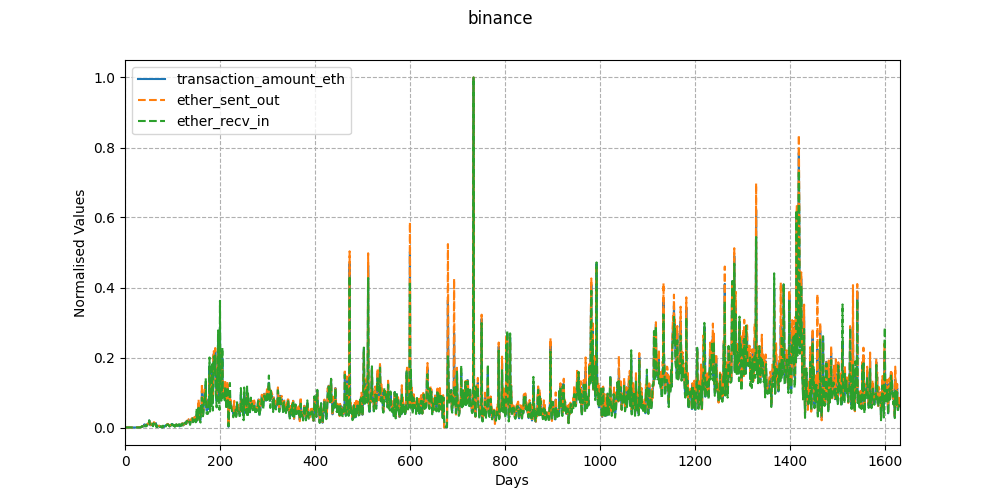 binance
transaction_amount_eth
ether_sent_out
ether_recv_in
Normalised Values
1.0
0.8
0.6
0.4
0.2
0.0
0 200 400 600 800 1000 1200 1400 1600
Days